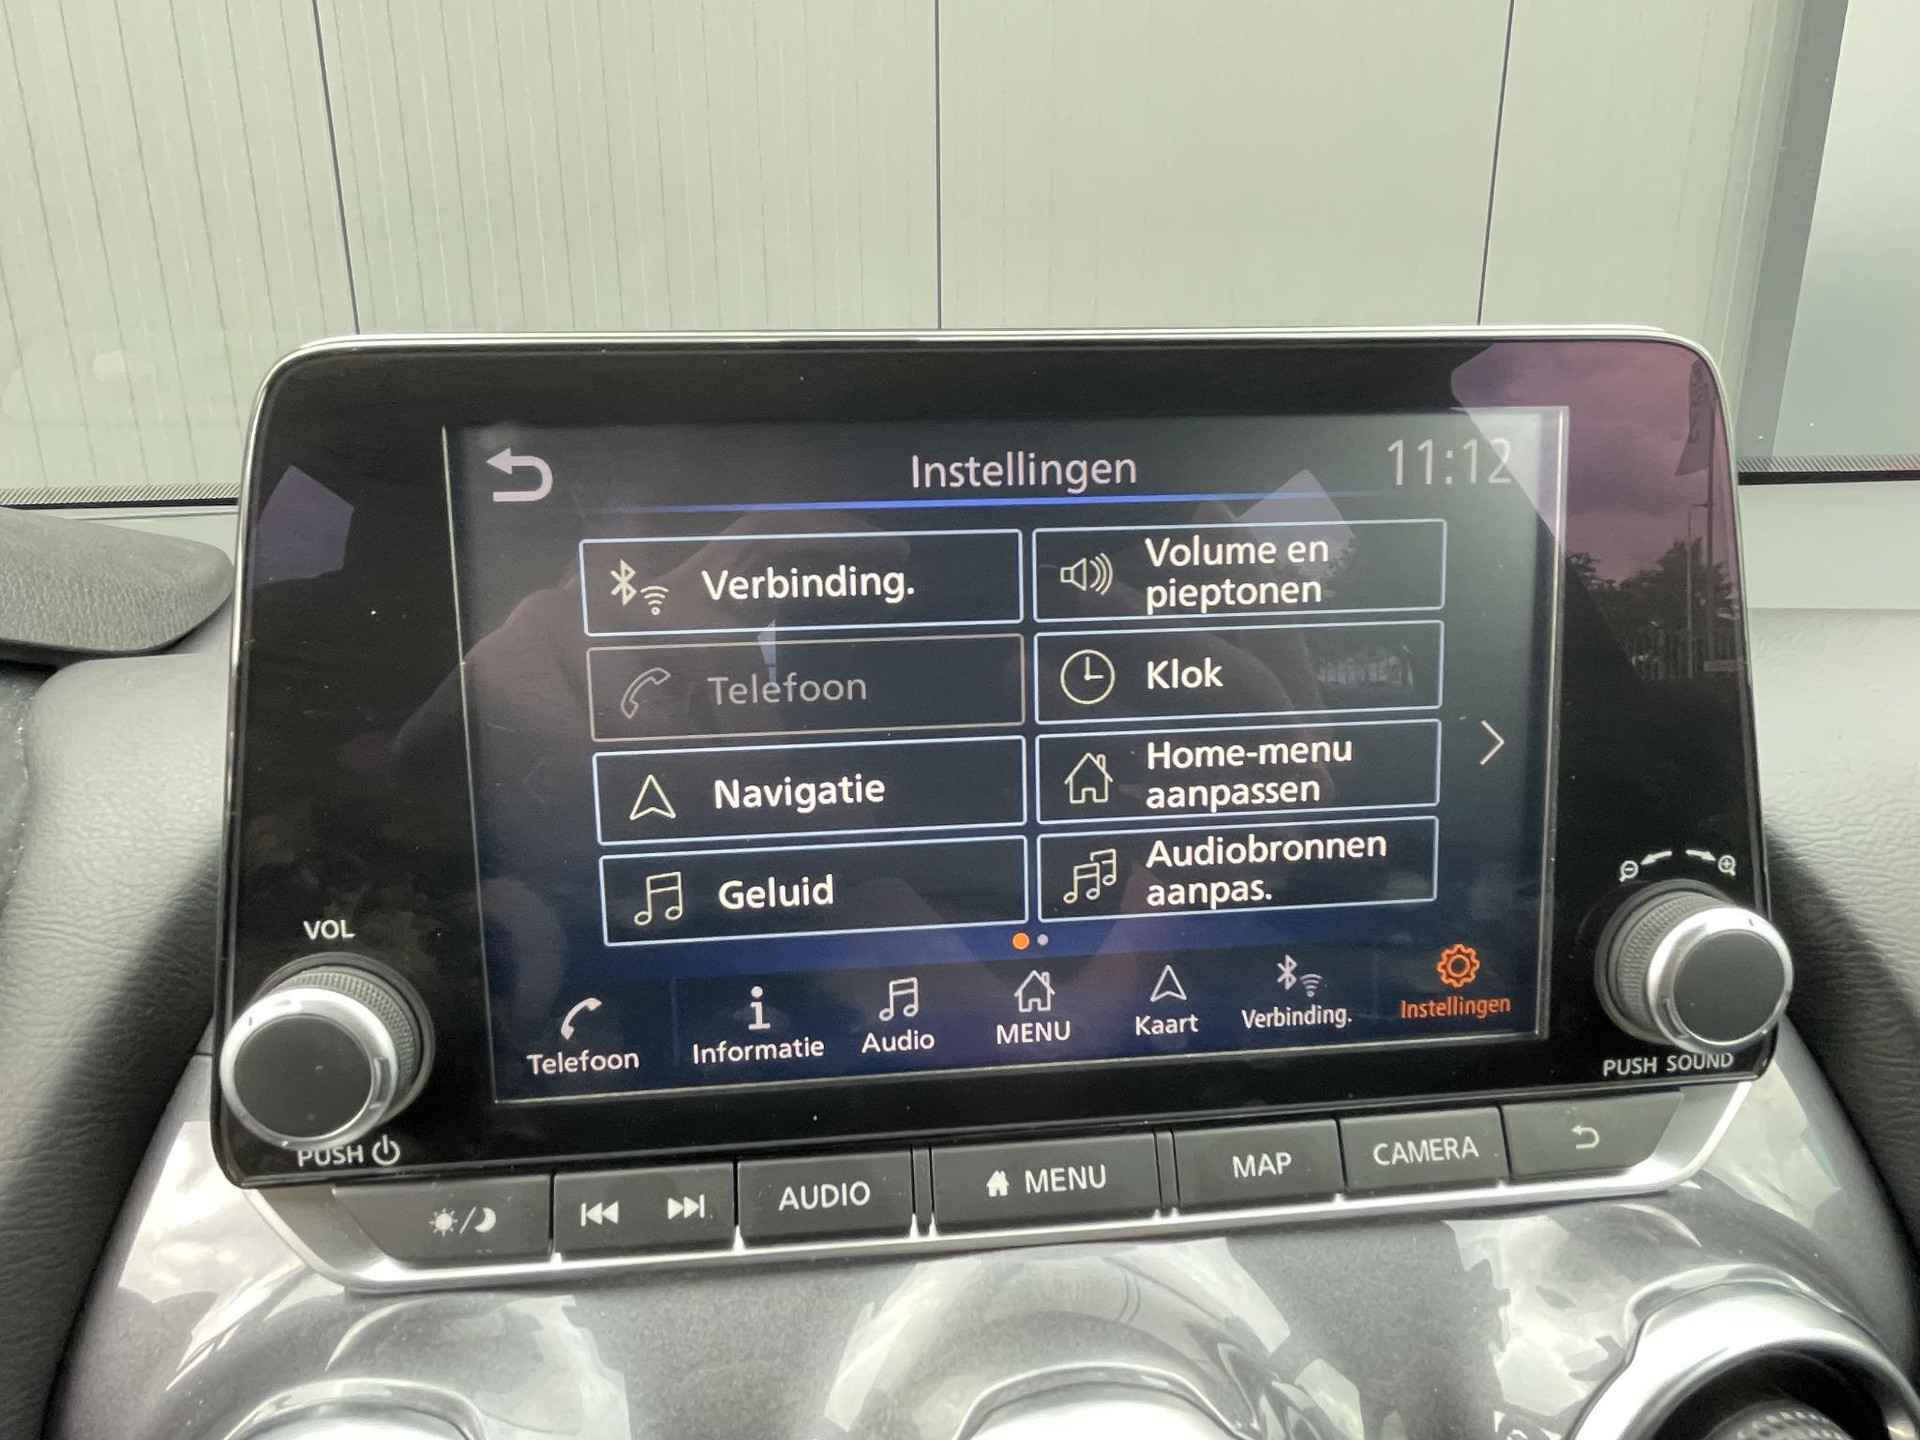 Instellingen
11:12
Verbinding.
Volume en
pieptonen
Telefoon
Klok
Navigatie
Home-menu
aanpassen
Geluid
Audiobronnen
aanpas.
Telefoon
Informatie
Audio
MENU
Kaart
Verbinding.
Instellingen
VOL
PUSH
PUSH SOUND
AUDIO
MENU
MAP
CAMERA